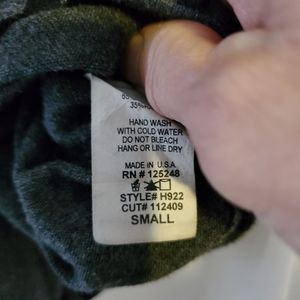 35%
HAND WASH
WITH COLD WATER
DO NOT BLEACH
HANG OR LINE DRY
MADE IN U.S.A.
RN # 125248
STYLE# H922
CUT# 112409
SMALL